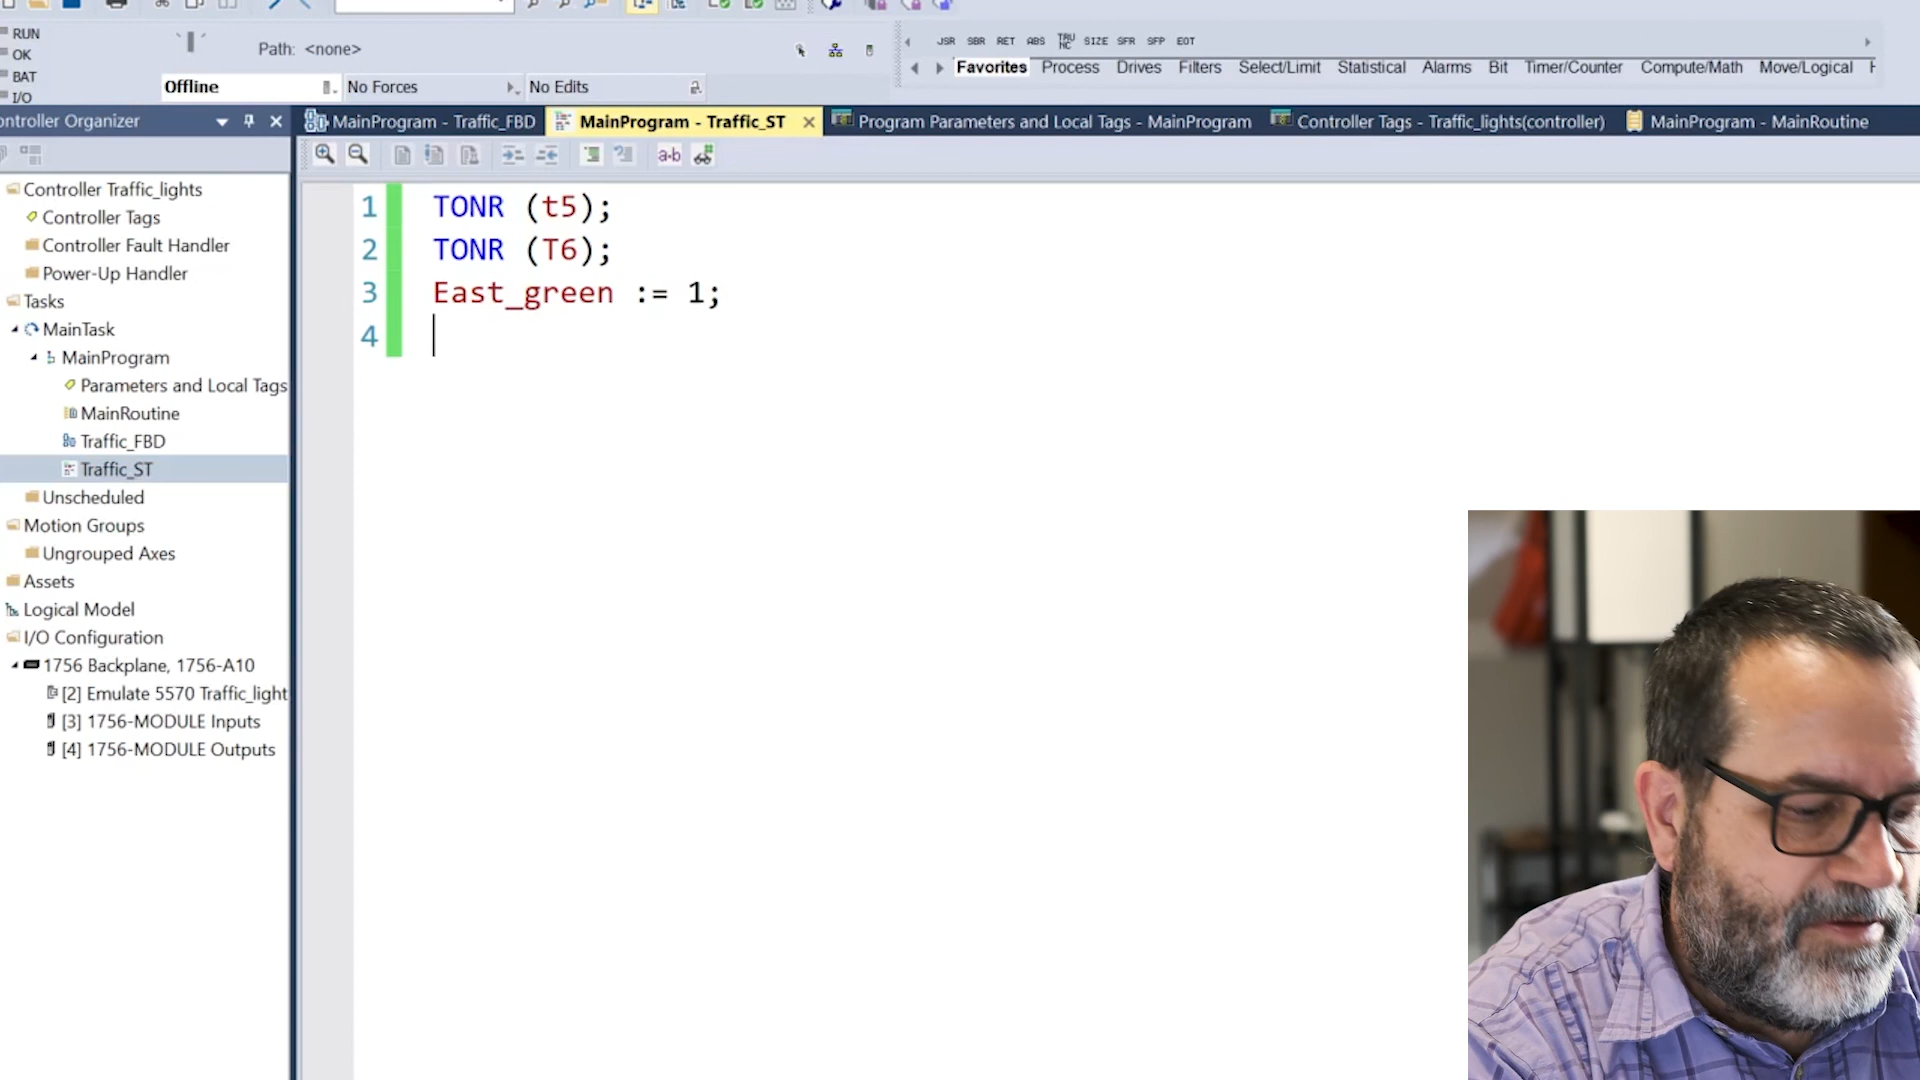 RUN
OK
BAT
I/O
Path: <none>
Offline
No Forces
No Edits
JSR SBR RET ABS TRUNC SIZE SFR SFP EOT
Favorites Process Drives Filters Select/Limit Statistical Alarms Bit Timer/Counter Compute/Math Move/Logical
ontroller Organizer
MainProgram - Traffic_FBD
MainProgram - Traffic_ST
Program Parameters and Local Tags - MainProgram
Controller Tags - Traffic_lights(controller)
MainProgram - MainRoutine
a-b
Controller Traffic_lights
Controller Tags
Controller Fault Handler
Power-Up Handler
Tasks
MainTask
MainProgram
Parameters and Local Tags
MainRoutine
Traffic_FBD
Traffic_ST
Unscheduled
Motion Groups
Ungrouped Axes
Assets
Logical Model
I/O Configuration
1756 Backplane, 1756-A10
[2] Emulate 5570 Traffic_light
[3] 1756-MODULE Inputs
[4] 1756-MODULE Outputs
1 TONR (t5);
2 TONR (T6);
3 East_green := 1;
4